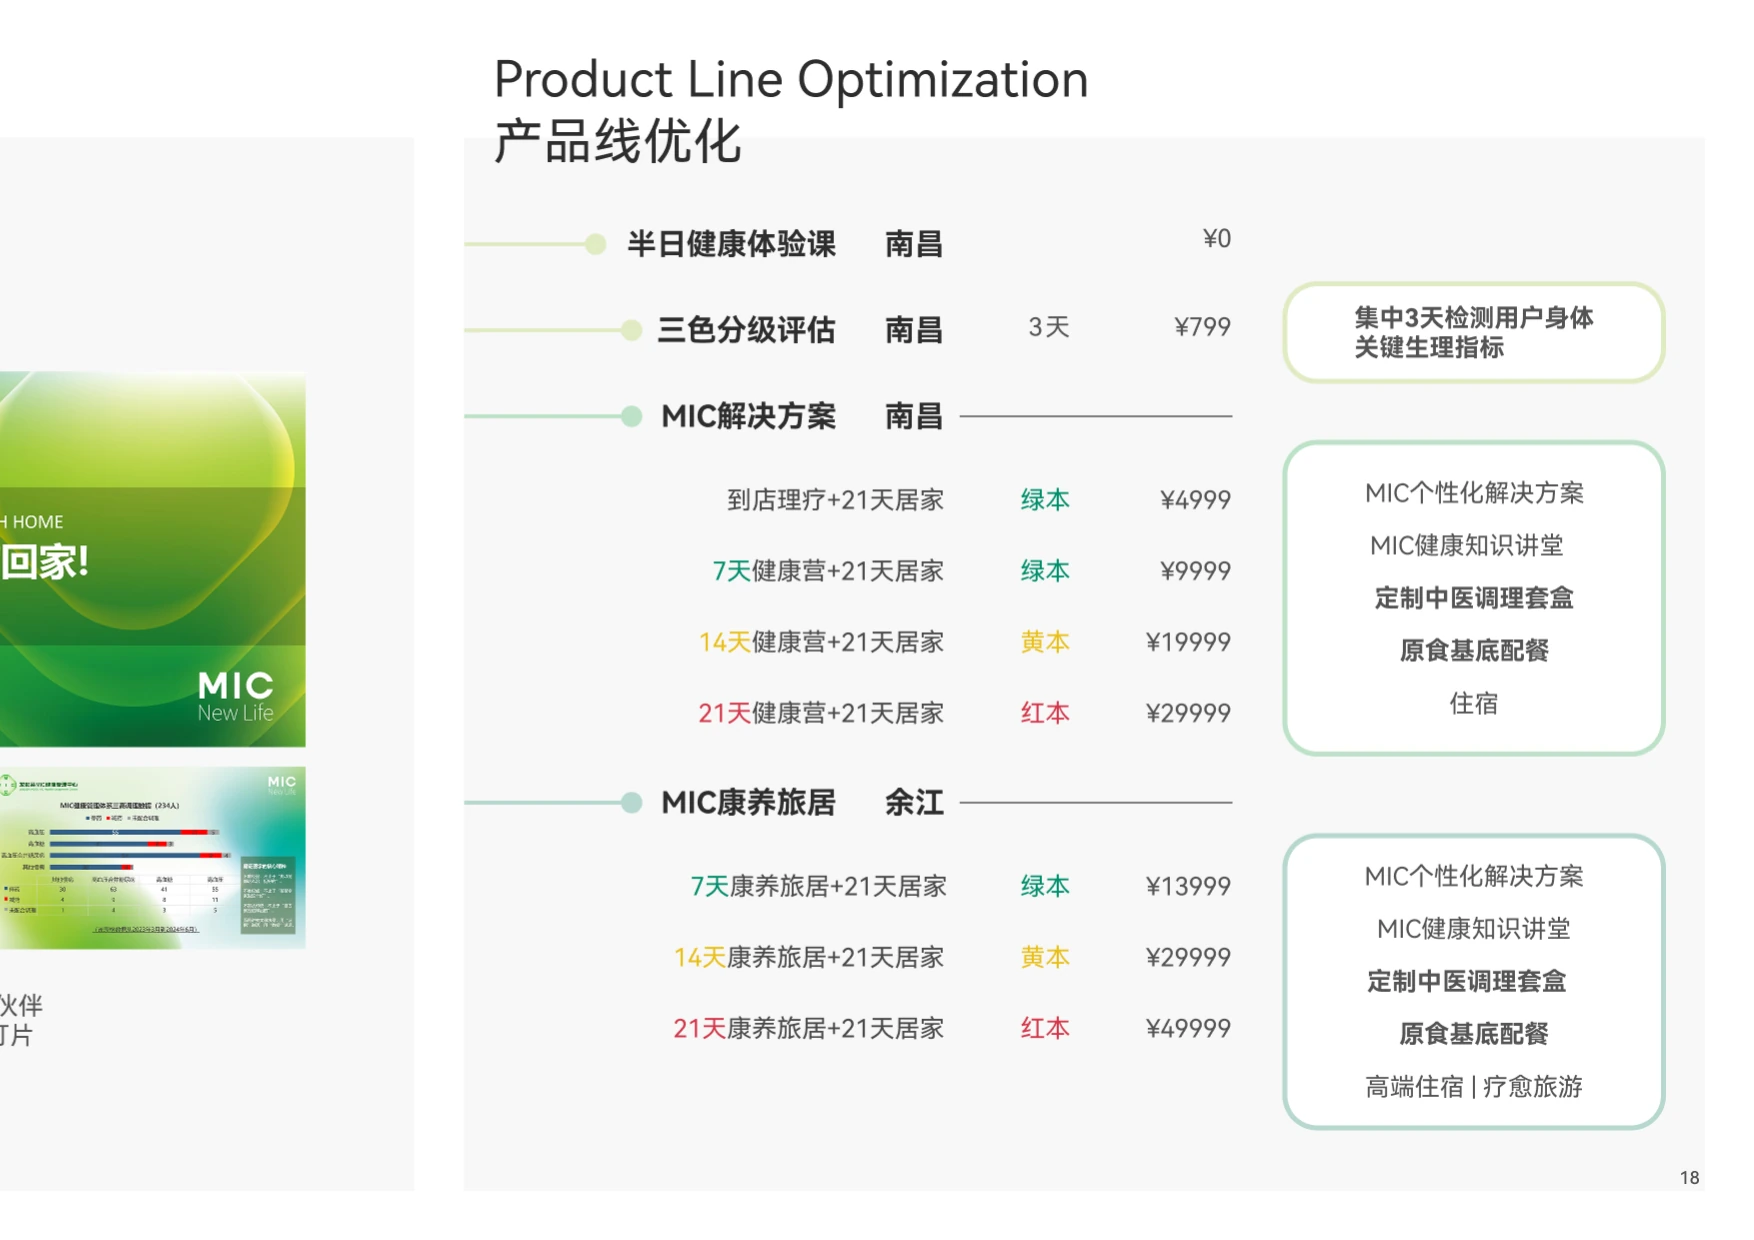 Product Line Optimization
产品线优化
半日健康体验课 南昌 ¥0
三色分级评估 南昌 3天 ¥799
集中3天检测用户身体
关键生理指标
MIC解决方案 南昌
到店理疗+21天居家 绿本 ¥4999
7天健康营+21天居家 绿本 ¥9999
14天健康营+21天居家 黄本 ¥19999
21天健康营+21天居家 红本 ¥29999
MIC个性化解决方案
MIC健康知识讲堂
定制中医调理套盒
原食基底配餐
住宿
MIC康养旅居 余江
7天康养旅居+21天居家 绿本 ¥13999
14天康养旅居+21天居家 黄本 ¥29999
21天康养旅居+21天居家 红本 ¥49999
MIC个性化解决方案
MIC健康知识讲堂
定制中医调理套盒
原食基底配餐
高端住宿 | 疗愈旅游
H HOME
回家!
MIC
New Life
MIC
New Life
伙伴
片
18